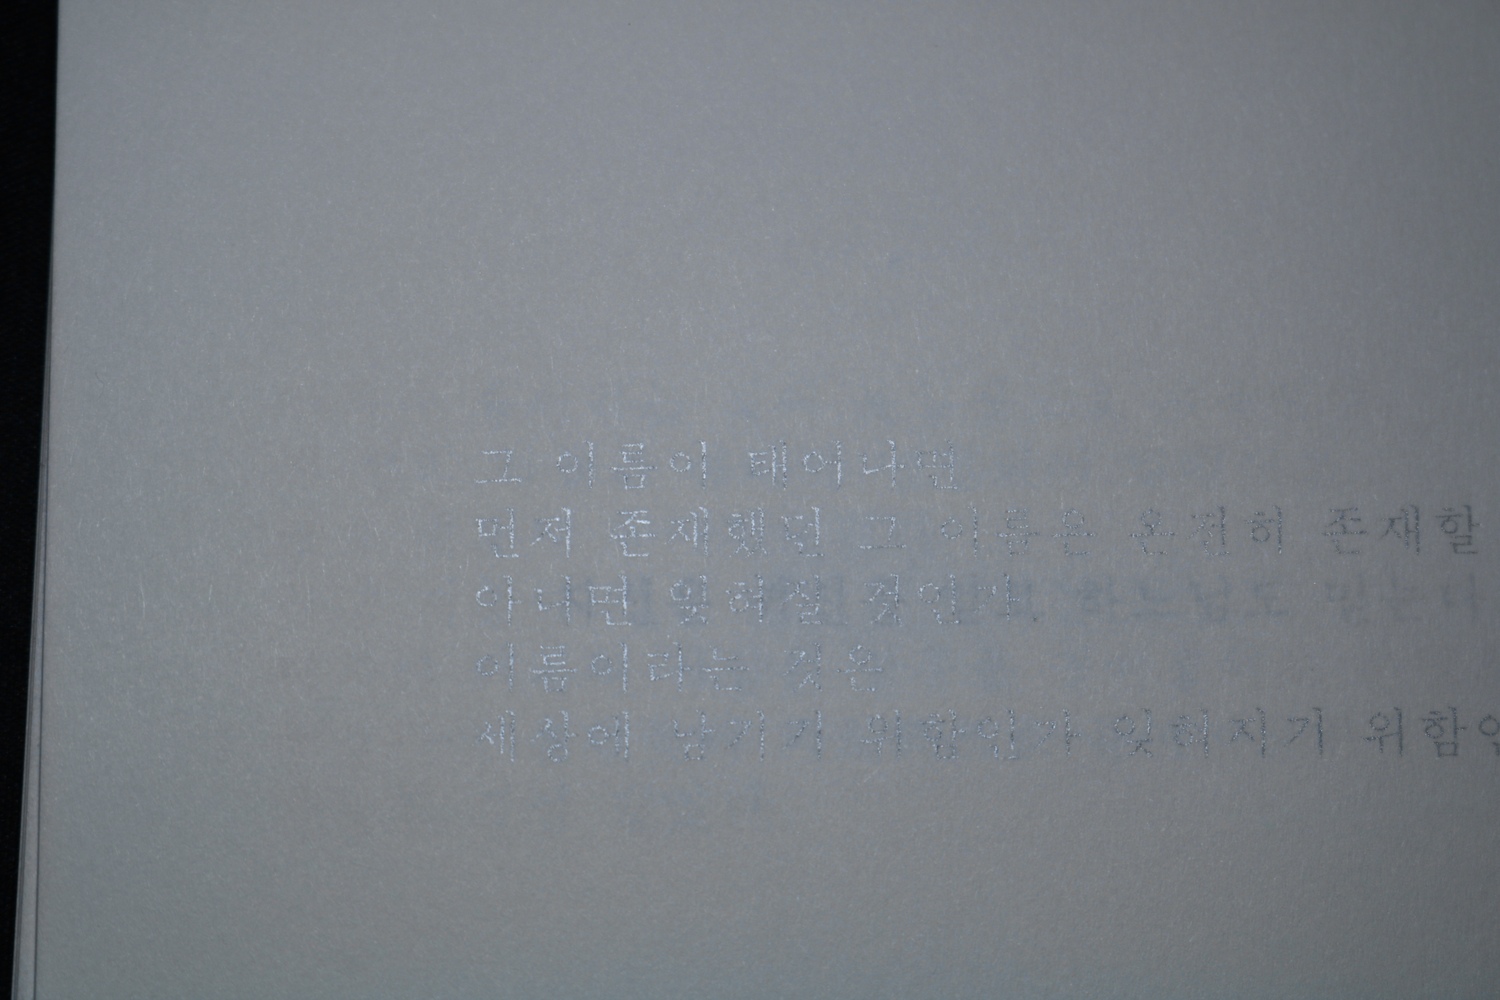 그 이름이 태어나면
먼저 존재했던 그 이름은 온전히 존재할
아니면 잊혀질 것인가.
이름이라는 것은
세상에 남기기 위함인가 잊혀지기 위함인